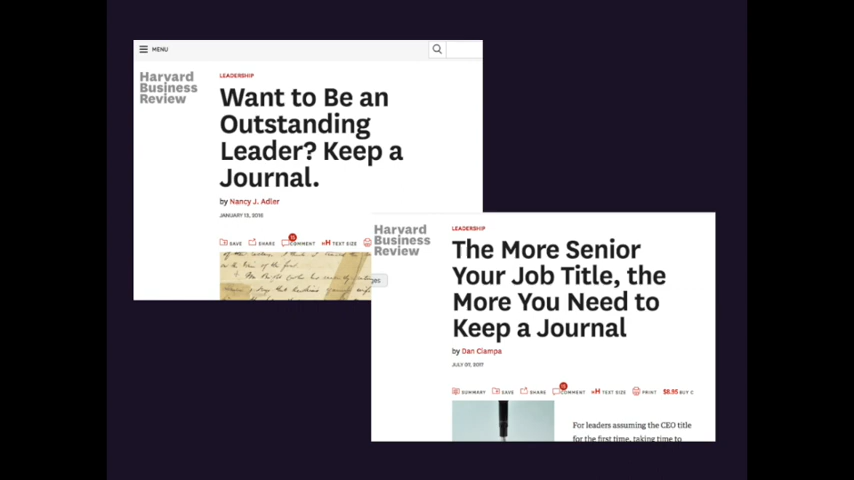 MENU
Harvard
Business
Review
LEADERSHIP
Want to Be an
Outstanding
Leader? Keep a
Journal.
by Nancy J. Adler
JANUARY 13, 2016
SAVE SHARE COMMENT TEXT SIZE
Harvard
Business
Review
LEADERSHIP
The More Senior
Your Job Title, the
More You Need to
Keep a Journal
by Dan Ciampa
JULY 07, 2017
SUMMARY SAVE SHARE COMMENT TEXT SIZE PRINT $8.95 BUY C
For leaders assuming the CEO title
for the first time, taking time to